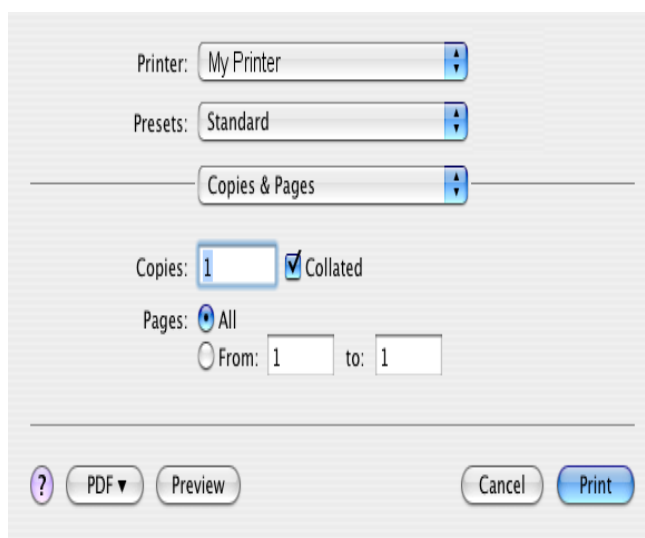 Printer: My Printer
Presets: Standard
Copies & Pages
Copies: 1 Collated
Pages: All
From: 1 to: 1
? PDF ▼ Preview Cancel Print